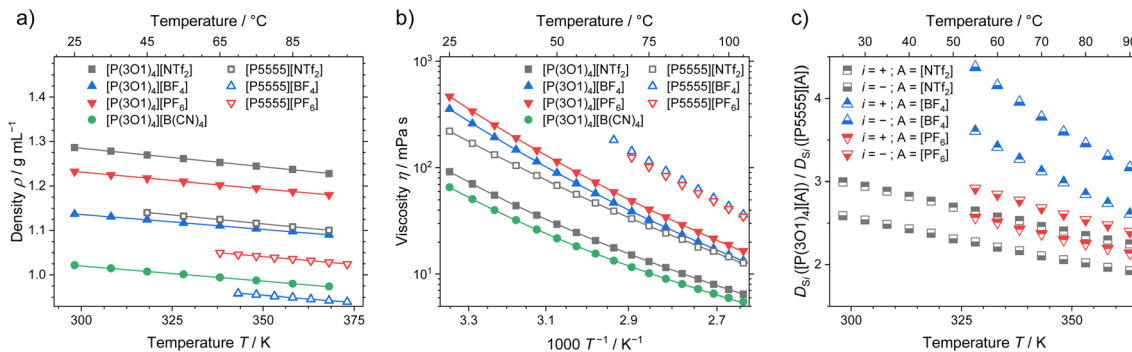 a)
Temperature / °C
25 45 65 85
[P(3O1)₄][NTf₂] [P5555][NTf₂]
[P(3O1)₄][BF₄] [P5555][BF₄]
[P(3O1)₄][PF₆] [P5555][PF₆]
[P(3O1)₄][B(CN)₄]
Density ρ / g mL⁻¹
1.4
1.3
1.2
1.1
1.0
300 325 350 375
Temperature T / K
b)
Temperature / °C
25 50 75 100
[P(3O1)₄][NTf₂] [P5555][NTf₂]
[P(3O1)₄][BF₄] [P5555][BF₄]
[P(3O1)₄][PF₆] [P5555][PF₆]
[P(3O1)₄][B(CN)₄]
Viscosity η / mPa s
10³
10²
10¹
3.3 3.1 2.9 2.7
1000 T⁻¹ / K⁻¹
c)
Temperature / °C
30 40 50 60 70 80 90
i = + ; A = [NTf₂]
i = − ; A = [NTf₂]
i = + ; A = [BF₄]
i = − ; A = [BF₄]
i = + ; A = [PF₆]
i = − ; A = [PF₆]
D_Si ([P(3O1)₄][A]) / D_Si ([P5555][A])
4
3
2
300 325 350
Temperature T / K